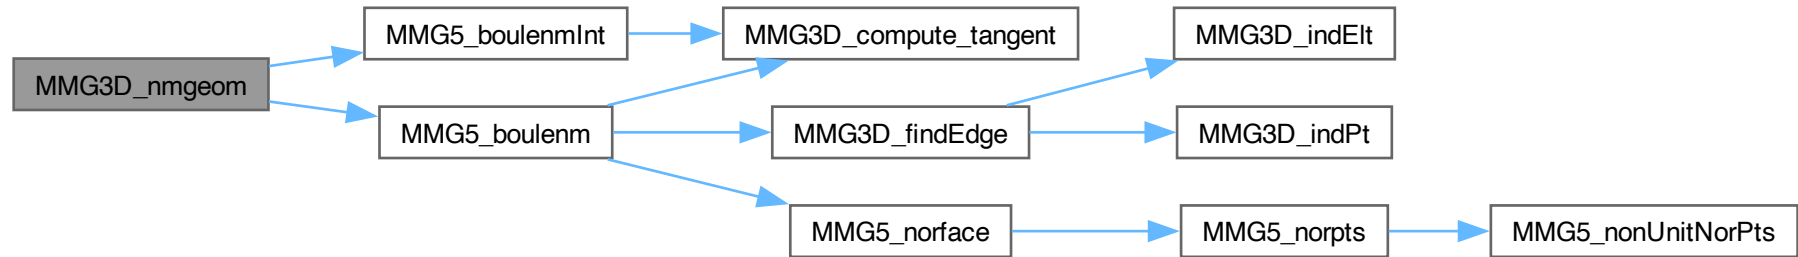 MMG3D_nmgeom
MMG5_boulenmInt
MMG3D_compute_tangent
MMG3D_indElt
MMG5_boulenm
MMG3D_findEdge
MMG3D_indPt
MMG5_norface
MMG5_norpts
MMG5_nonUnitNorPts